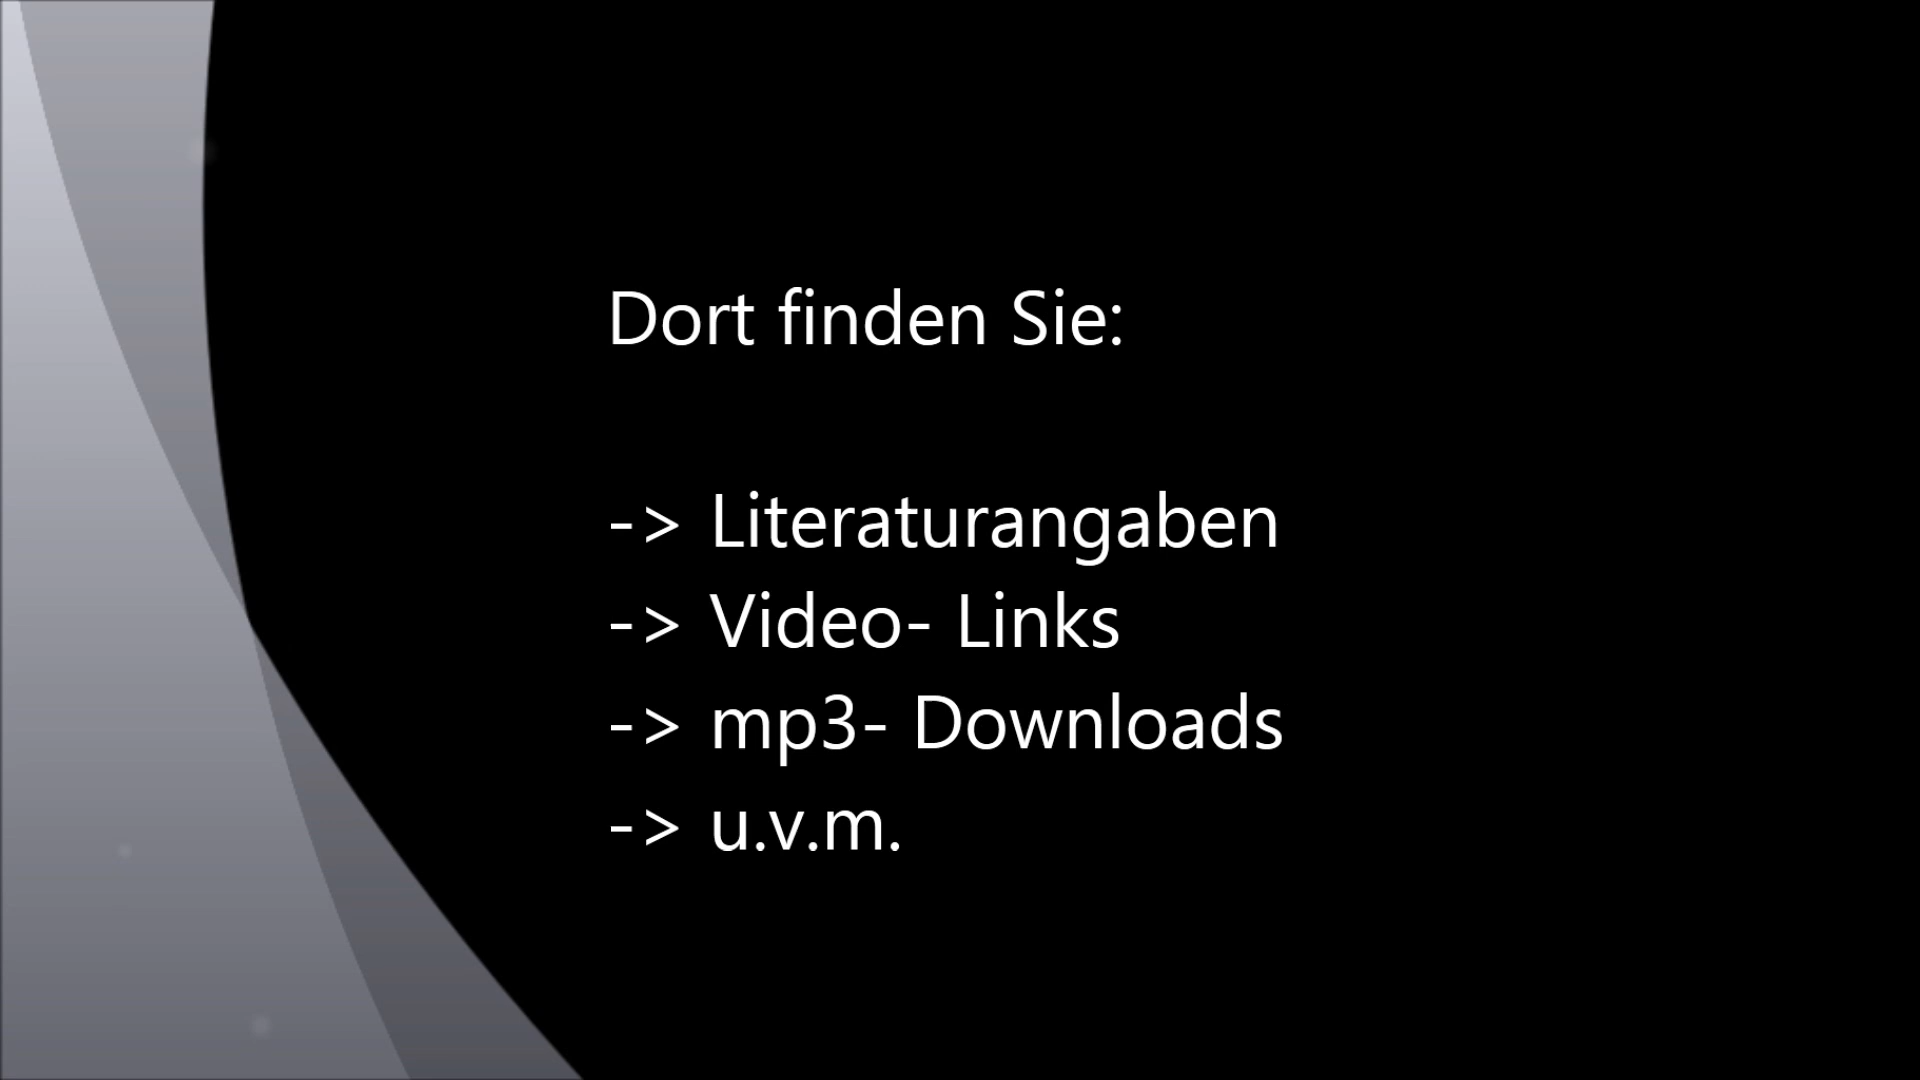 Dort finden Sie:
-> Literaturangaben
-> Video- Links
-> mp3- Downloads
-> u.v.m.